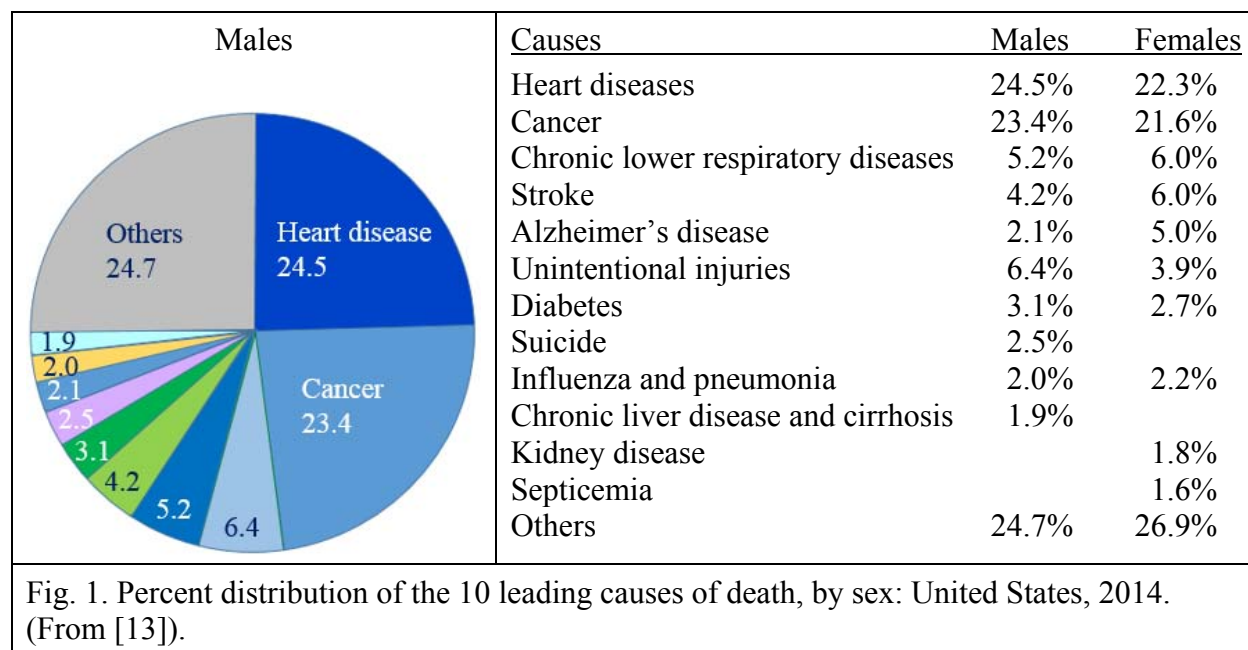 Males
Others
24.7
Heart disease
24.5
Cancer
23.4
1.9
2.0
2.1
2.5
3.1
4.2
5.2
6.4
Causes Males Females
Heart diseases 24.5% 22.3%
Cancer 23.4% 21.6%
Chronic lower respiratory diseases 5.2% 6.0%
Stroke 4.2% 6.0%
Alzheimer’s disease 2.1% 5.0%
Unintentional injuries 6.4% 3.9%
Diabetes 3.1% 2.7%
Suicide 2.5%
Influenza and pneumonia 2.0% 2.2%
Chronic liver disease and cirrhosis 1.9%
Kidney disease 1.8%
Septicemia 1.6%
Others 24.7% 26.9%
Fig. 1. Percent distribution of the 10 leading causes of death, by sex: United States, 2014.
(From [13]).